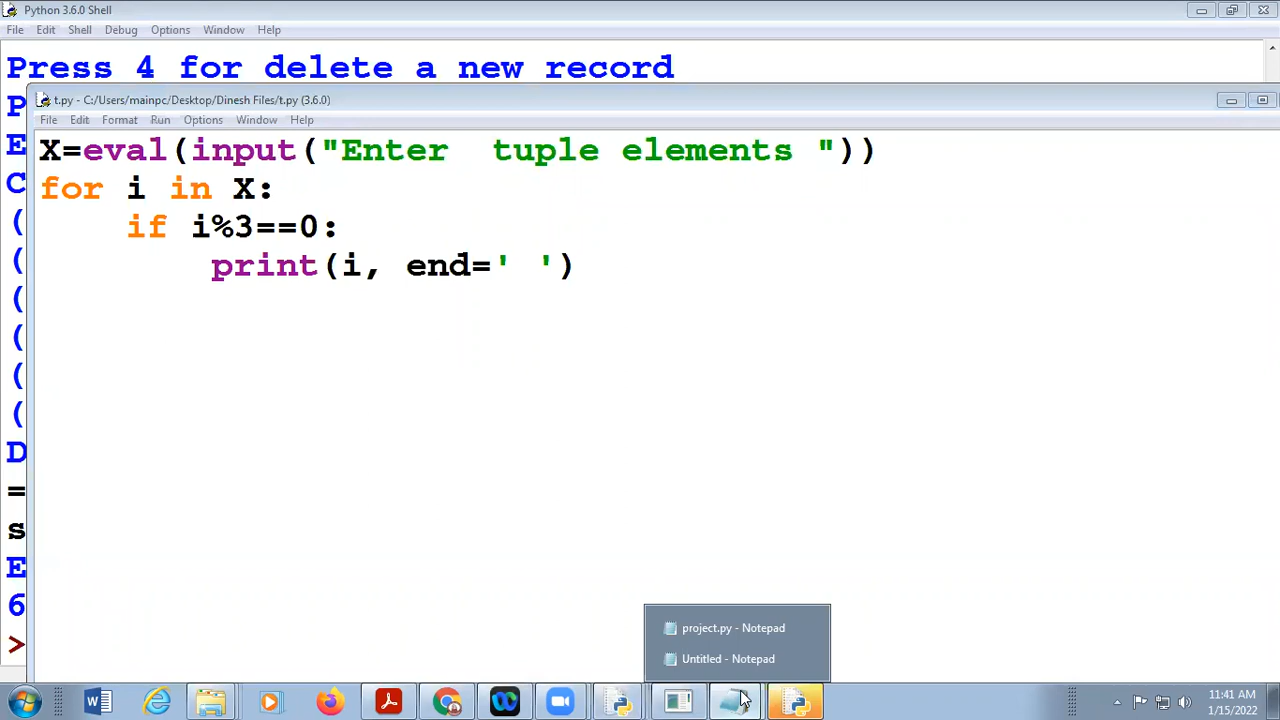 Python 3.6.0 Shell
File Edit Shell Debug Options Window Help
Press 4 for delete a new record
P
t.py - C:/Users/mainpc/Desktop/Dinesh Files/t.py (3.6.0)
File Edit Format Run Options Window Help
E
X=eval(input("Enter  tuple elements "))
C
for i in X:
(
if i%3==0:
(
print(i, end=' ')
(
(
(
(
D
=
s
E
6
>
project.py - Notepad
Untitled - Notepad
11:41 AM
1/15/2022